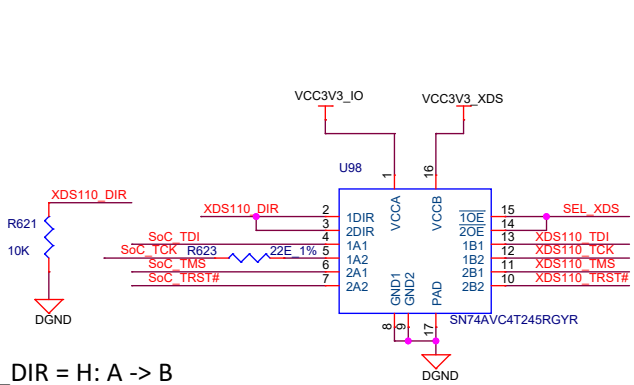 VCC3V3_IO
VCC3V3_XDS
1
16
U98
XDS110_DIR
R621
10K
DGND
XDS110_DIR
2
3
SoC_TDI
4
SoC_TCK
R623
22E_1%
5
SoC_TMS
6
SoC_TRST#
7
1DIR
2DIR
1A1
1A2
2A1
2A2
VCCA
VCCB
GND1
GND2
PAD
1OE
2OE
1B1
1B2
2B1
2B2
15
SEL_XDS
14
13
XDS110_TDI
12
XDS110_TCK
11
XDS110_TMS
10
XDS110_TRST#
8
9
17
SN74AVC4T245RGYR
DGND
_DIR = H: A -> B